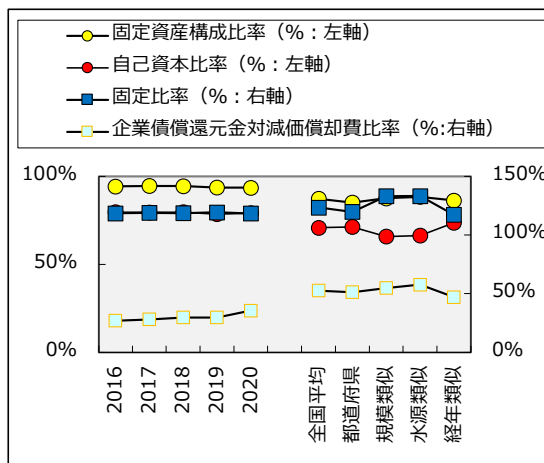 固定資産構成比率（%：左軸）
自己資本比率（%：左軸）
固定比率（%：右軸）
企業債償還元金対減価償却費比率（%:右軸）
100%
50%
0%
150%
100%
50%
0%
2016
2017
2018
2019
2020
全国平均
都道府県
規模類似
水源類似
経年類似